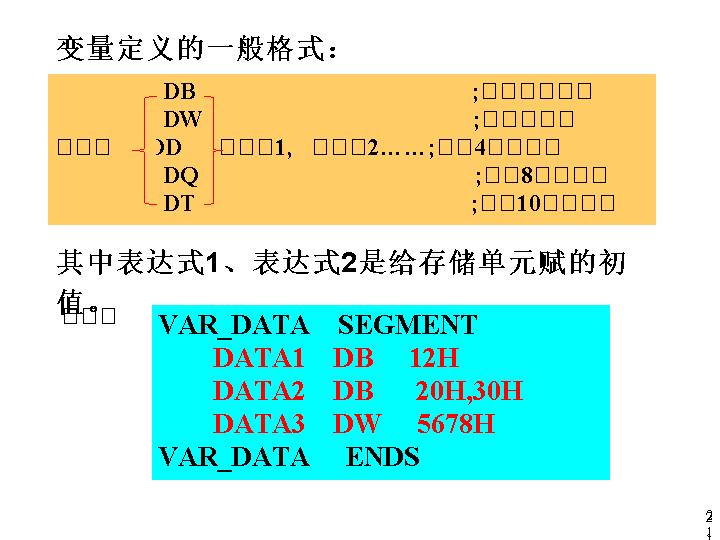 变量定义的一般格式：
DB ;
DW ;
DD 1, 2……; 4
DQ ; 8
DT ; 10
其中表达式1、表达式2是给存储单元赋的初
值。
VAR_DATA SEGMENT
DATA1 DB 12H
DATA2 DB 20H,30H
DATA3 DW 5678H
VAR_DATA ENDS
2
1